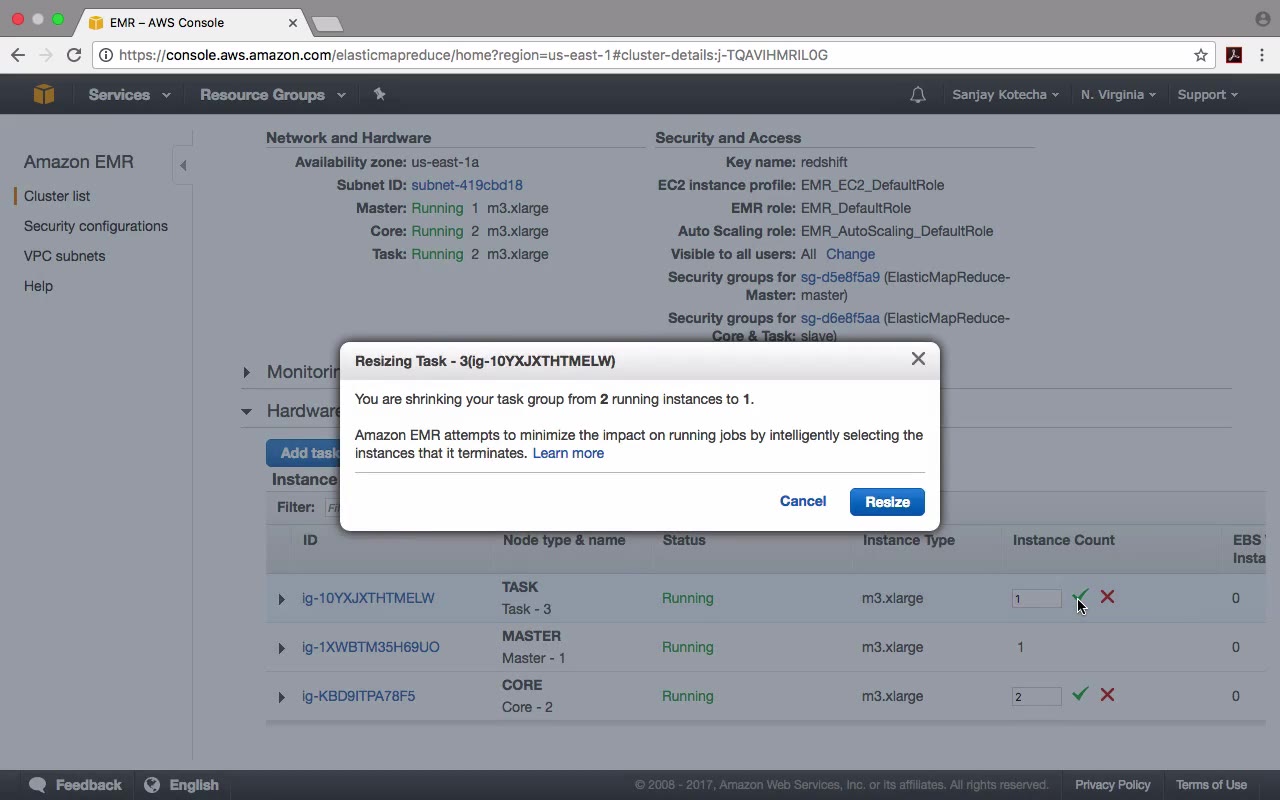 EMR – AWS Console
https://console.aws.amazon.com/elasticmapreduce/home?region=us-east-1#cluster-details:j-TQAVIHMRIL0G
Services
Resource Groups
Sanjay Kotecha
N. Virginia
Support
Amazon EMR
Cluster list
Security configurations
VPC subnets
Help
Network and Hardware
Availability zone: us-east-1a
Subnet ID: subnet-419cbd18
Master: Running 1 m3.xlarge
Core: Running 2 m3.xlarge
Task: Running 2 m3.xlarge
Security and Access
Key name: redshift
EC2 instance profile: EMR_EC2_DefaultRole
EMR role: EMR_DefaultRole
Auto Scaling role: EMR_AutoScaling_DefaultRole
Visible to all users: All Change
Security groups for sg-d5e8f5a9 (ElasticMapReduce-
Master: master)
Security groups for sg-d6e8f5aa (ElasticMapReduce-
Core & Task: slave)
Monitorin
Hardware
Add task
Instance
Filter:
Resizing Task - 3(ig-10YXJXTHTMELW)
You are shrinking your task group from 2 running instances to 1.
Amazon EMR attempts to minimize the impact on running jobs by intelligently selecting the
instances that it terminates. Learn more
Cancel
Resize
ID Node type & name Status Instance Type Instance Count EBS
Insta
ig-10YXJXTHTMELW TASK Running m3.xlarge 1 0
Task - 3
ig-1XWBTM35H69UO MASTER Running m3.xlarge 1 0
Master - 1
ig-KBD9ITPA78F5 CORE Running m3.xlarge 2 0
Core - 2
Feedback
English
© 2008 - 2017, Amazon Web Services, Inc. or its affiliates. All rights reserved.
Privacy Policy
Terms of Use